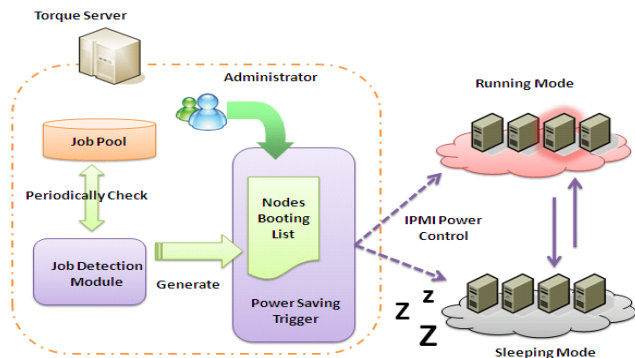 Torque Server
Administrator
Running Mode
Job Pool
Periodically Check
Nodes
Booting
List
IPMI Power
Control
Job Detection
Module
Generate
Power Saving
Trigger
Z
z
Z
Sleeping Mode